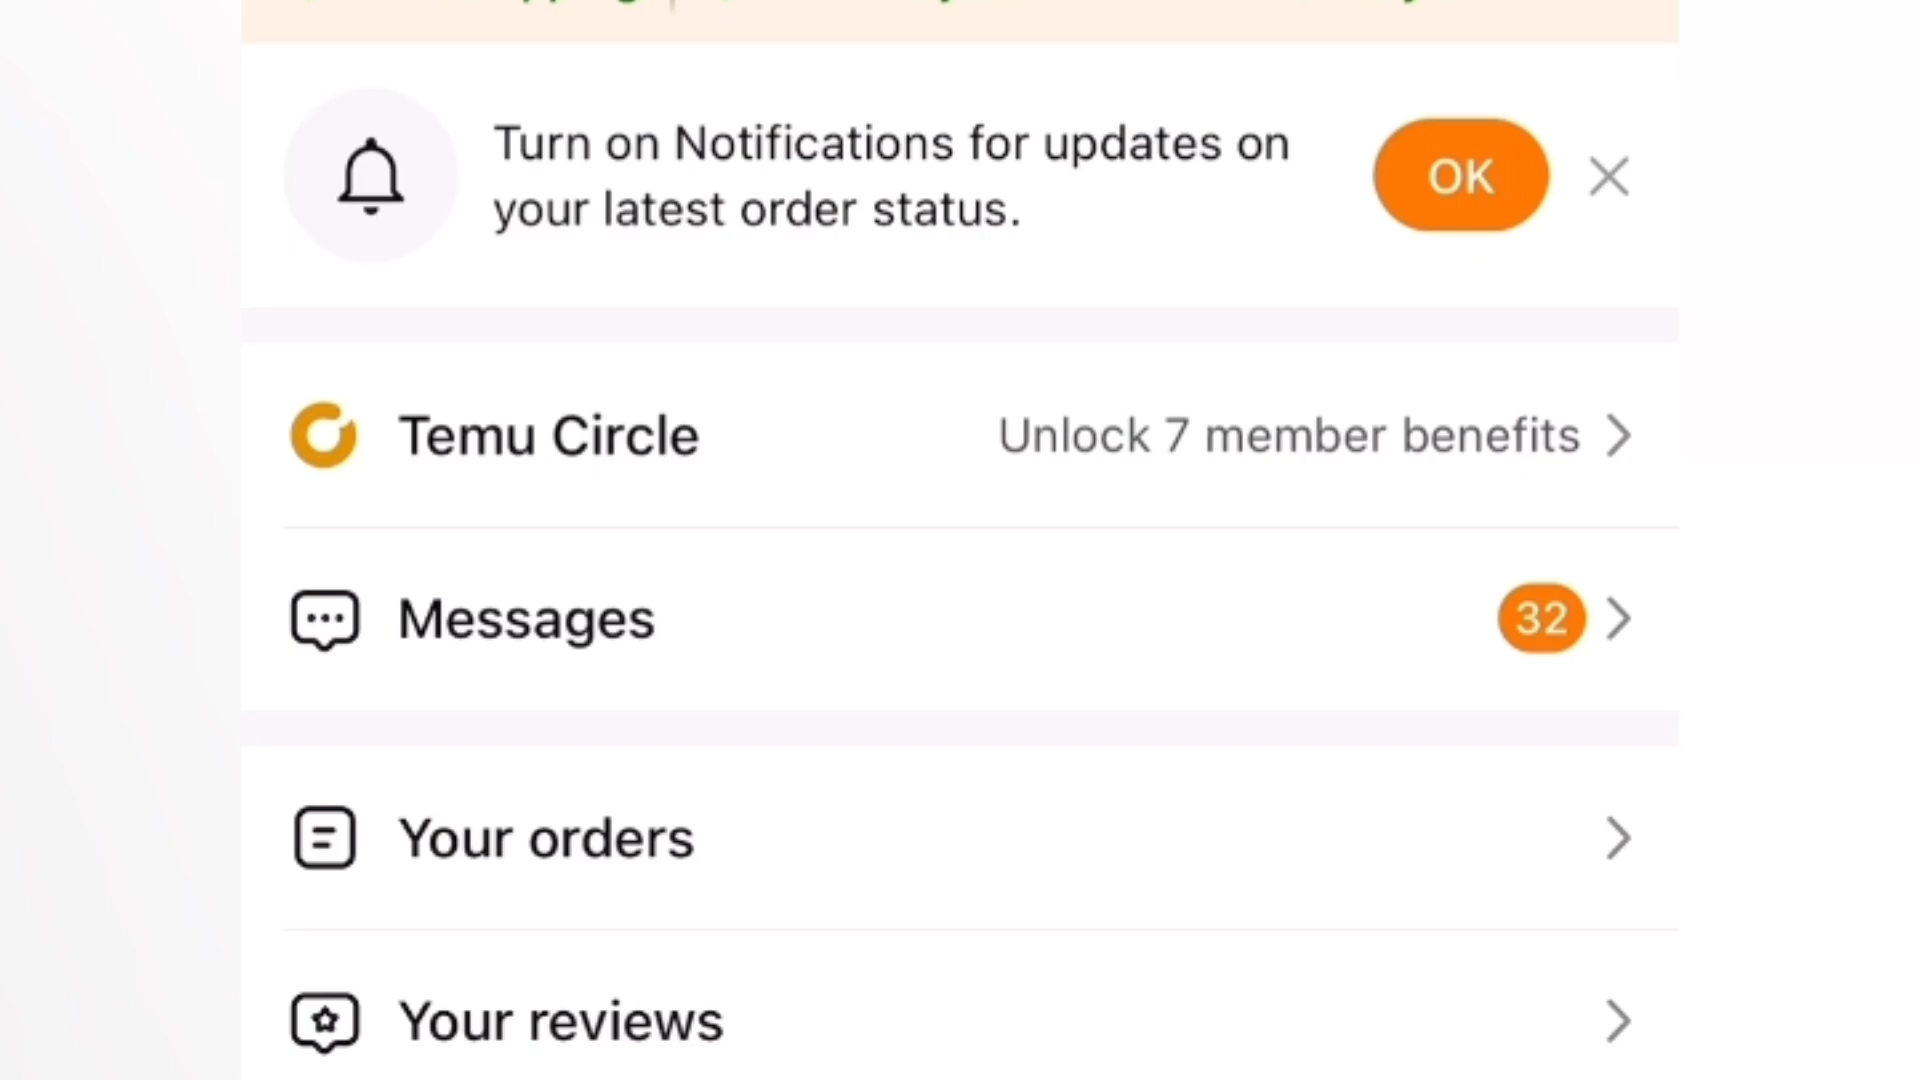 Turn on Notifications for updates on
your latest order status.
OK
Temu Circle
Unlock 7 member benefits
Messages
32
Your orders
Your reviews